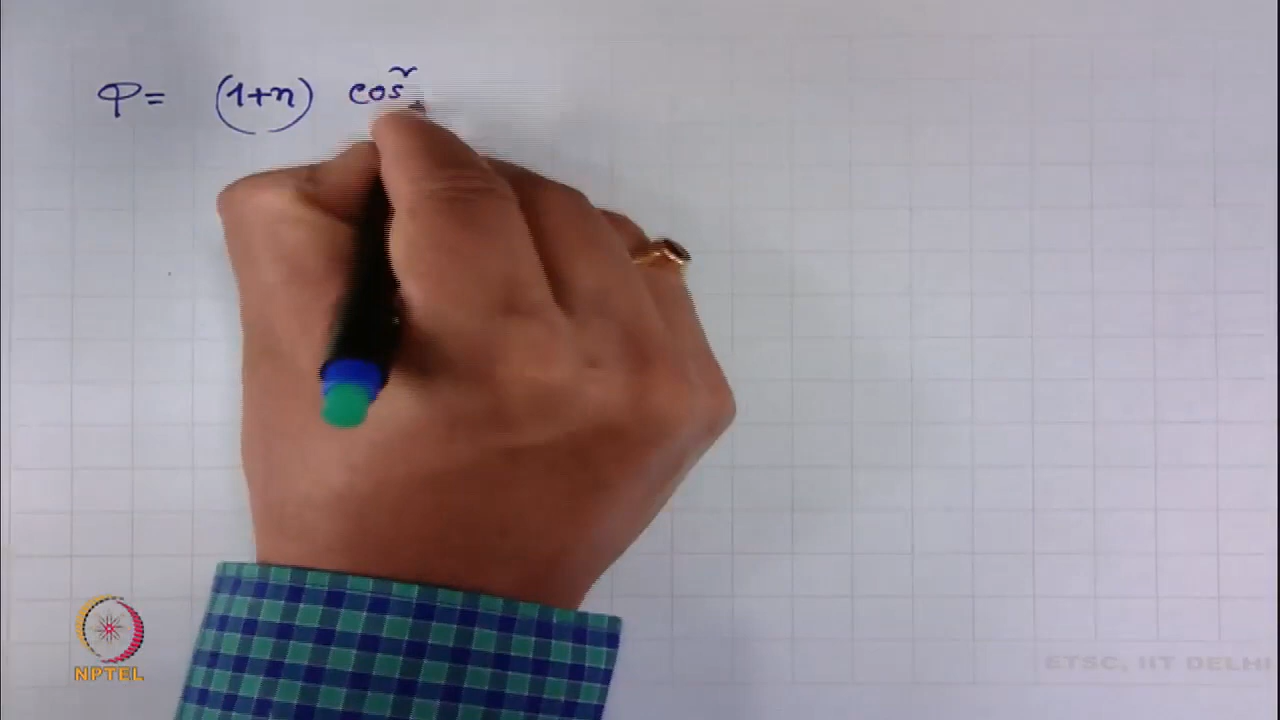 φ = (1+n) cos²
NPTEL
ETSC, IIT DELHI